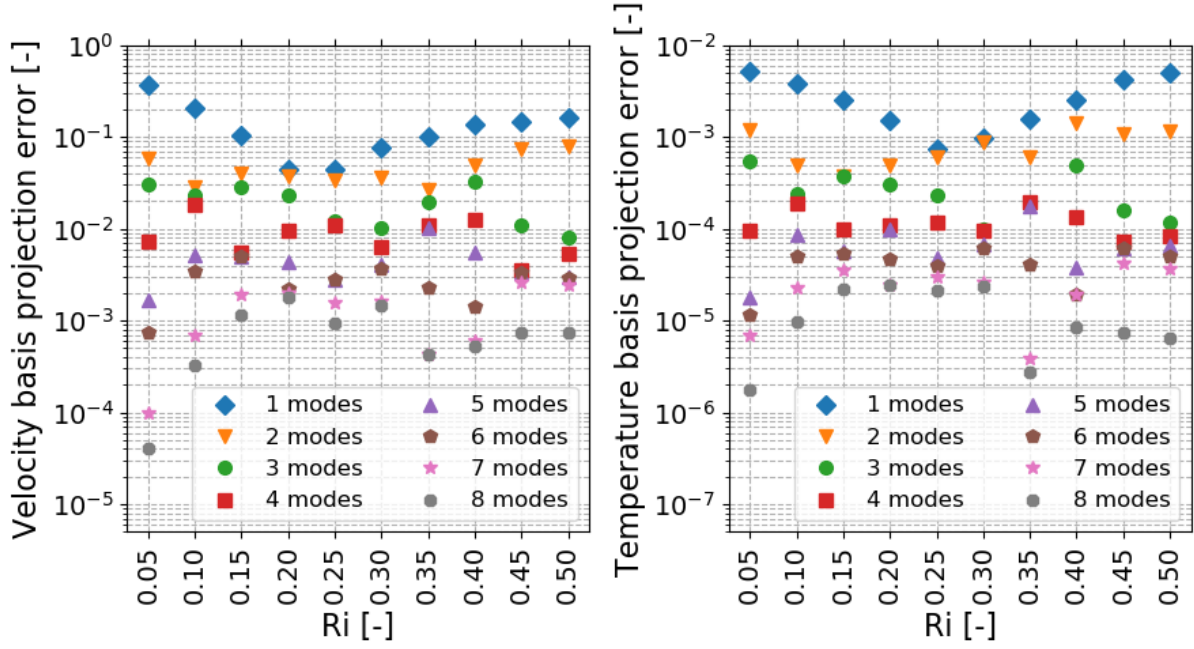 Velocity basis projection error [-]
10⁰
10⁻¹
10⁻²
10⁻³
10⁻⁴
10⁻⁵
1 modes
2 modes
3 modes
4 modes
5 modes
6 modes
7 modes
8 modes
0.05
0.10
0.15
0.20
0.25
0.30
0.35
0.40
0.45
0.50
Ri [-]
Temperature basis projection error [-]
10⁻²
10⁻³
10⁻⁴
10⁻⁵
10⁻⁶
10⁻⁷
1 modes
2 modes
3 modes
4 modes
5 modes
6 modes
7 modes
8 modes
0.05
0.10
0.15
0.20
0.25
0.30
0.35
0.40
0.45
0.50
Ri [-]